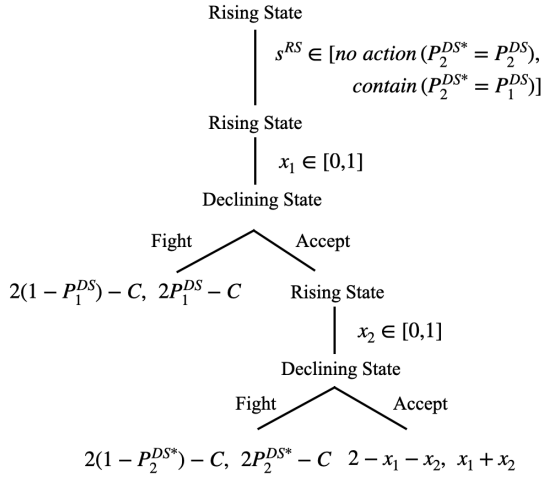 Rising State
s^{RS} ∈ [no action (P_2^{DS*} = P_2^{DS}),
contain (P_2^{DS*} = P_1^{DS})]
Rising State
x_1 ∈ [0,1]
Declining State
Fight Accept
2(1 − P_1^{DS}) − C, 2P_1^{DS} − C Rising State
x_2 ∈ [0,1]
Declining State
Fight Accept
2(1 − P_2^{DS*}) − C, 2P_2^{DS*} − C 2 − x_1 − x_2, x_1 + x_2